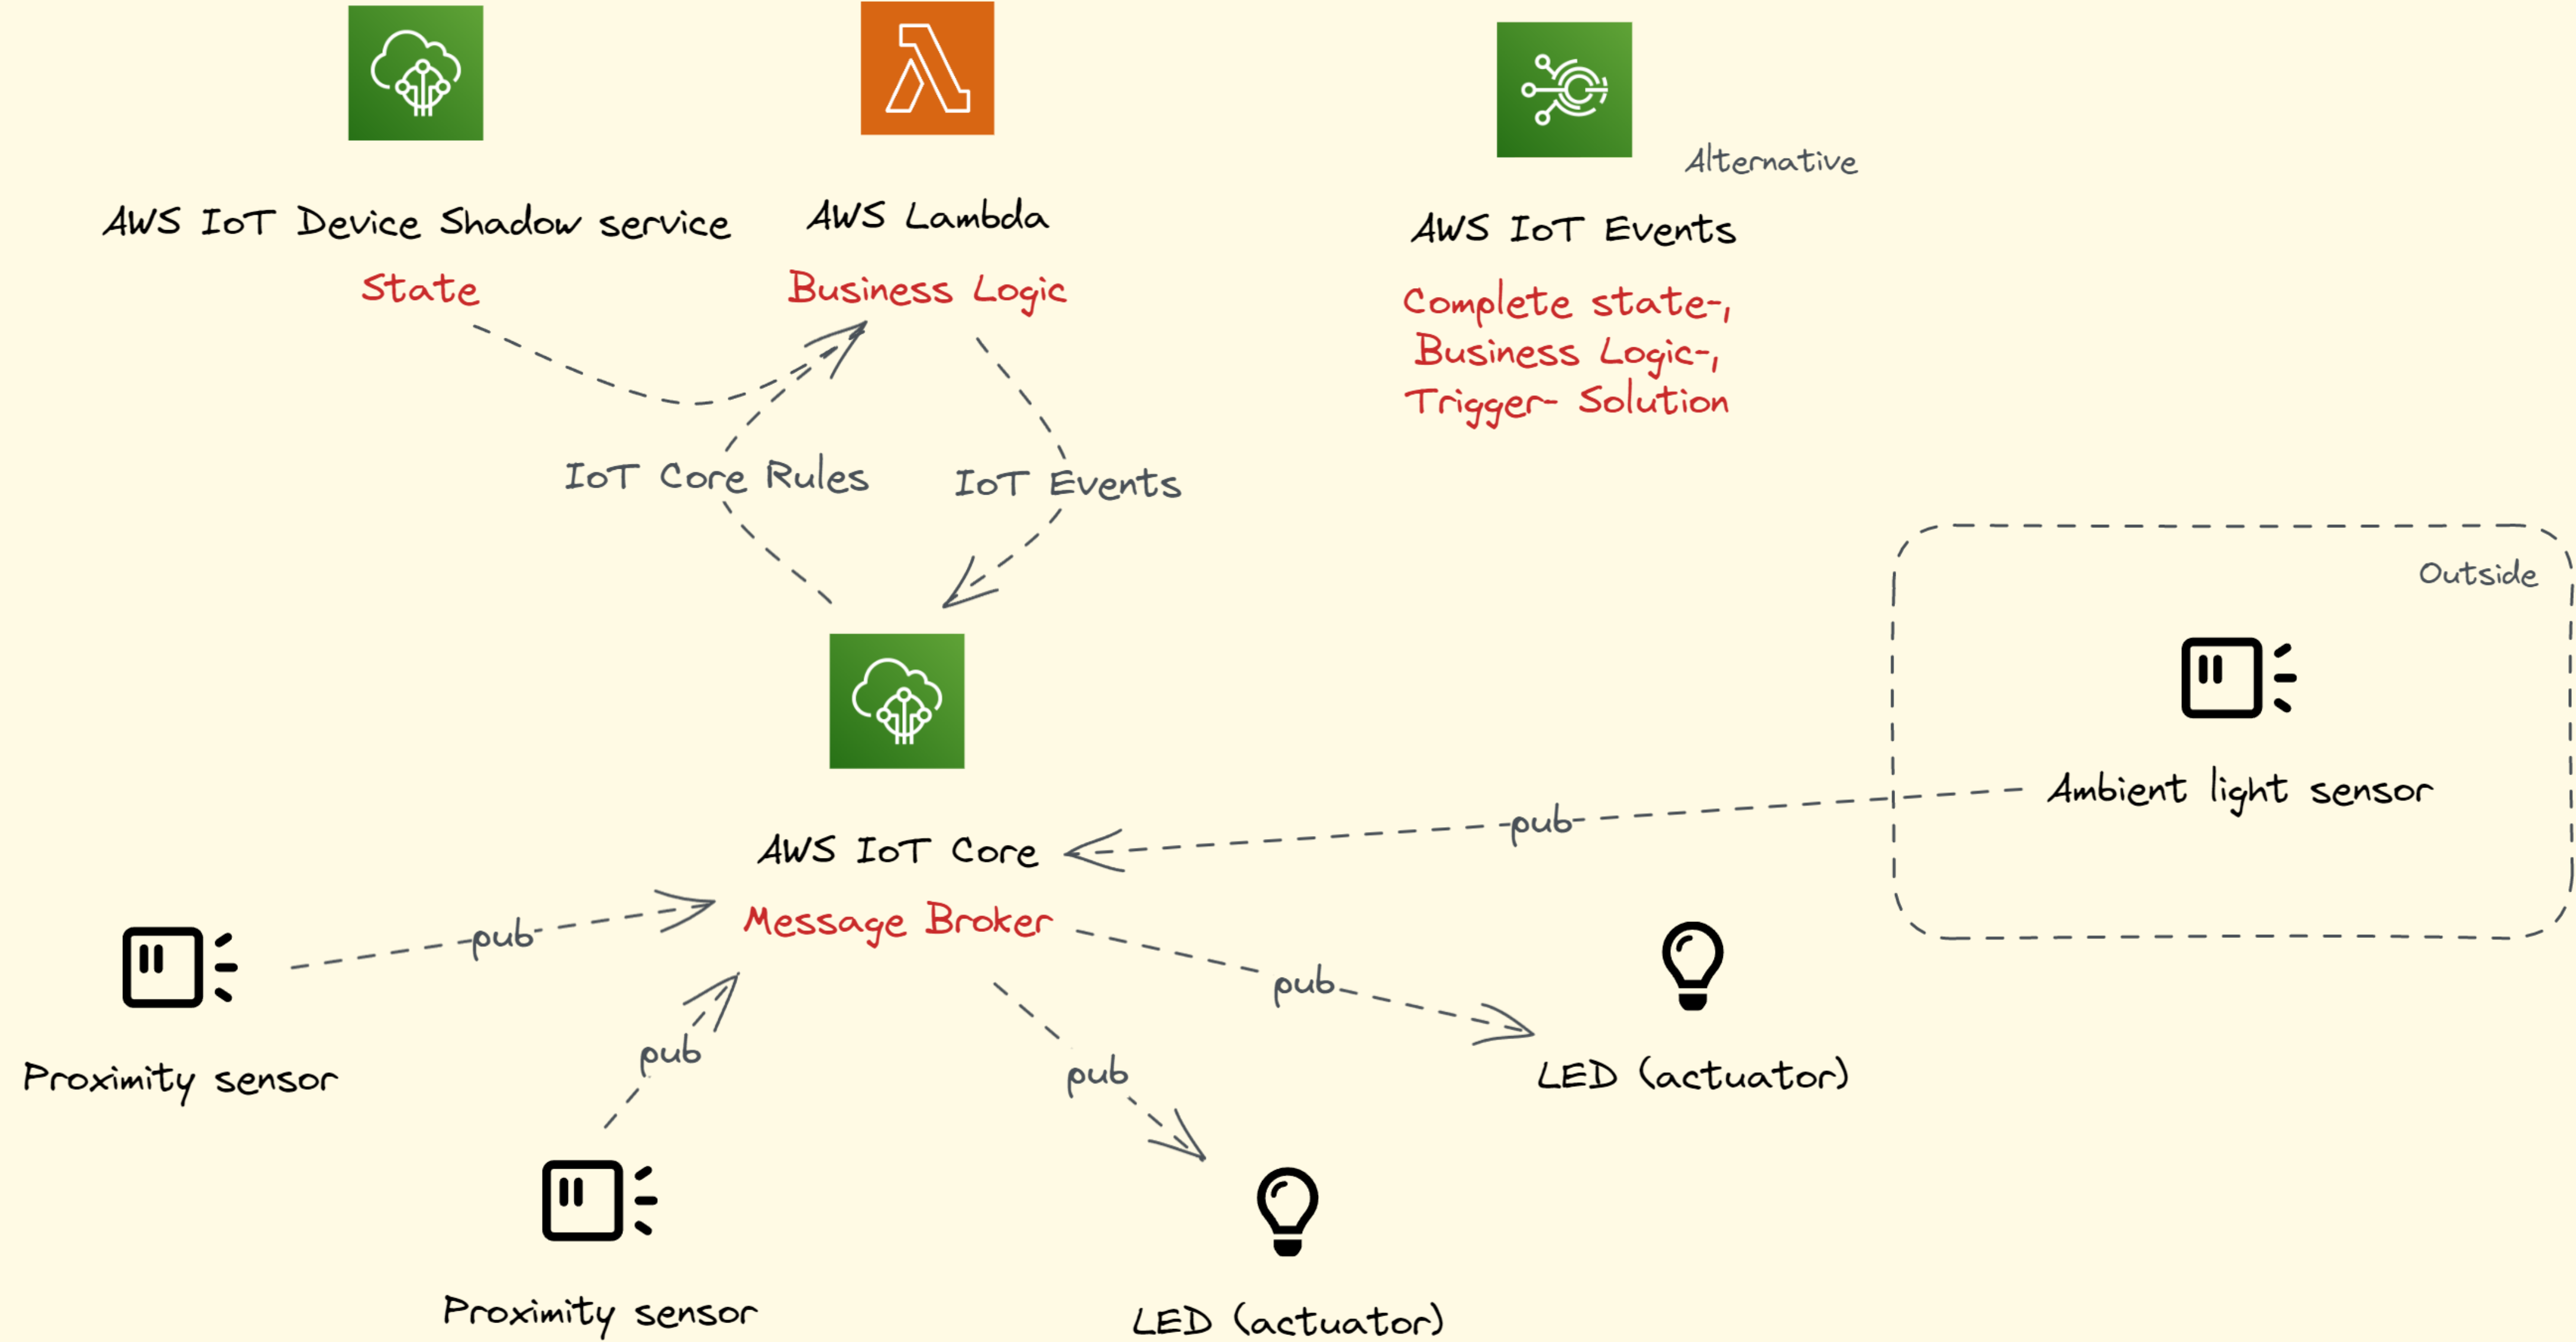 Alternative
AWS IoT Device Shadow service
AWS Lambda
AWS IoT Events
State
Business Logic
Complete state-,
Business Logic-,
Trigger- Solution
IoT Core Rules
IoT Events
Outside
Ambient light sensor
pub
AWS IoT Core
Message Broker
pub
pub
pub
pub
Proximity sensor
LED (actuator)
Proximity sensor
LED (actuator)